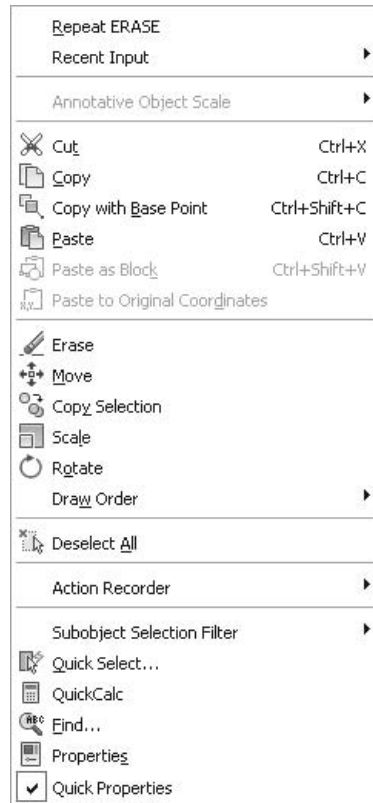 Repeat ERASE
Recent Input
Annotative Object Scale
Cut Ctrl+X
Copy Ctrl+C
Copy with Base Point Ctrl+Shift+C
Paste Ctrl+V
Paste as Block Ctrl+Shift+V
Paste to Original Coordinates
Erase
Move
Copy Selection
Scale
Rotate
Draw Order
Deselect All
Action Recorder
Subobject Selection Filter
Quick Select...
QuickCalc
Find...
Properties
Quick Properties